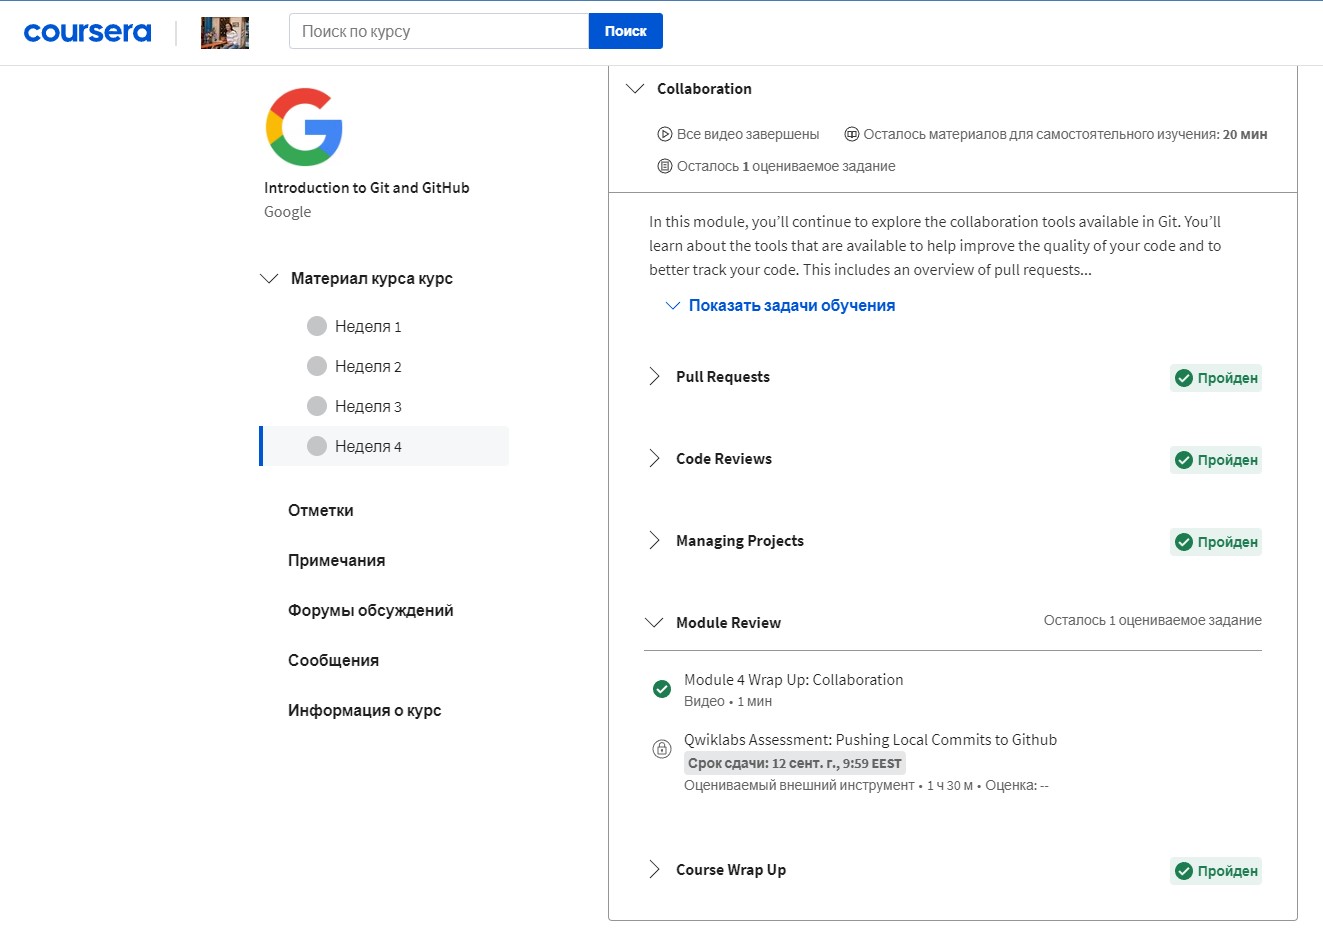 coursera
Поиск по курсу
Поиск
Introduction to Git and GitHub
Google
Материал курса курс
Неделя 1
Неделя 2
Неделя 3
Неделя 4
Отметки
Примечания
Форумы обсуждений
Сообщения
Информация о курс
Collaboration
Все видео завершены
Осталось материалов для самостоятельного изучения: 20 мин
Осталось 1 оцениваемое задание
In this module, you’ll continue to explore the collaboration tools available in Git. You’ll
learn about the tools that are available to help improve the quality of your code and to
better track your code. This includes an overview of pull requests...
Показать задачи обучения
Pull Requests
Пройден
Code Reviews
Пройден
Managing Projects
Пройден
Module Review
Осталось 1 оцениваемое задание
Module 4 Wrap Up: Collaboration
Видео • 1 мин
Qwiklabs Assessment: Pushing Local Commits to Github
Срок сдачи: 12 сент. г., 9:59 EEST
Оцениваемый внешний инструмент • 1 ч 30 м • Оценка: --
Course Wrap Up
Пройден